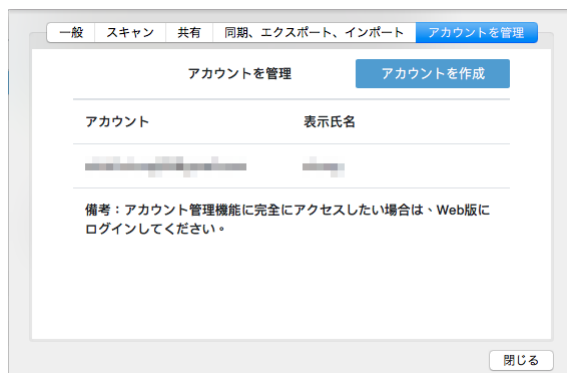 一般 スキャン 共有 同期、エクスポート、インポート アカウントを管理
アカウントを管理 アカウントを作成
アカウント 表示氏名
備考：アカウント管理機能に完全にアクセスしたい場合は、Web版に
ログインしてください。
閉じる